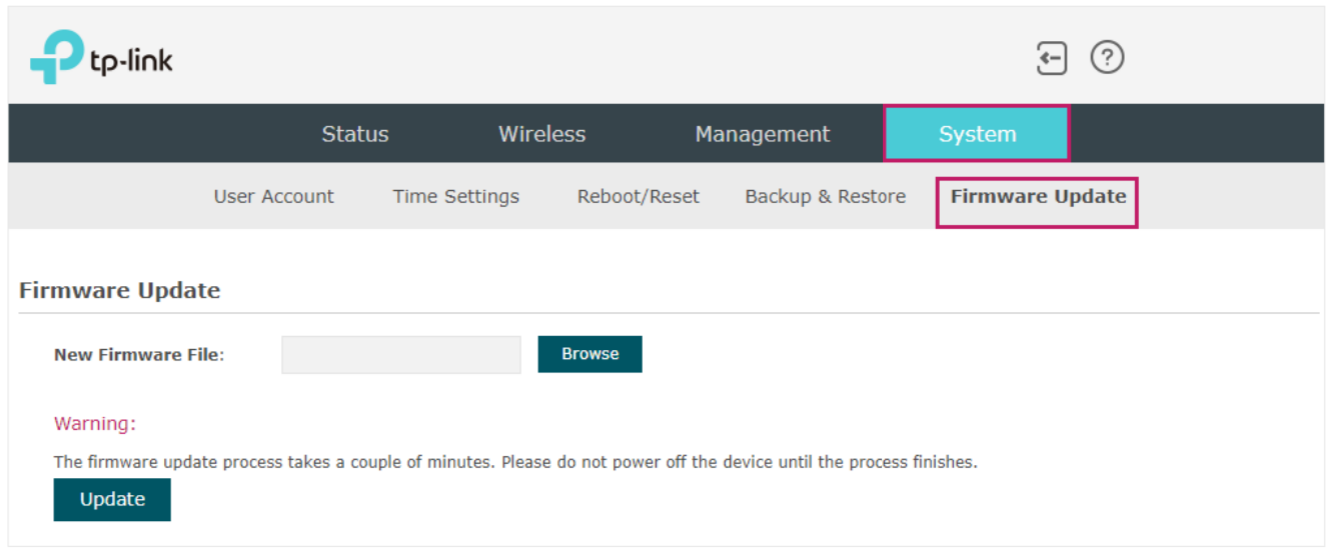 tp-link
Status Wireless Management System
User Account Time Settings Reboot/Reset Backup & Restore Firmware Update
Firmware Update
New Firmware File: Browse
Warning:
The firmware update process takes a couple of minutes. Please do not power off the device until the process finishes.
Update